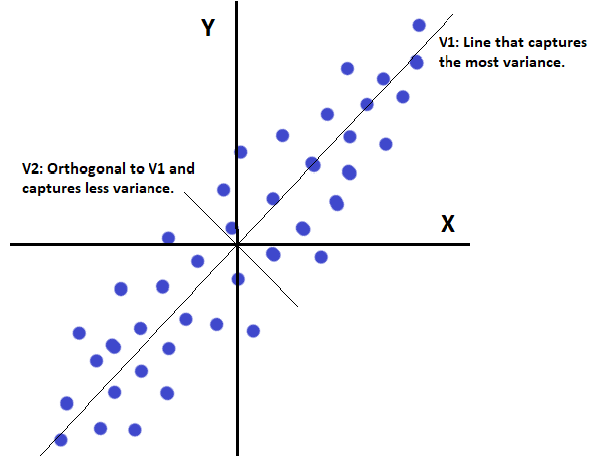 Y
V1: Line that captures
the most variance.
V2: Orthogonal to V1 and
captures less variance.
X